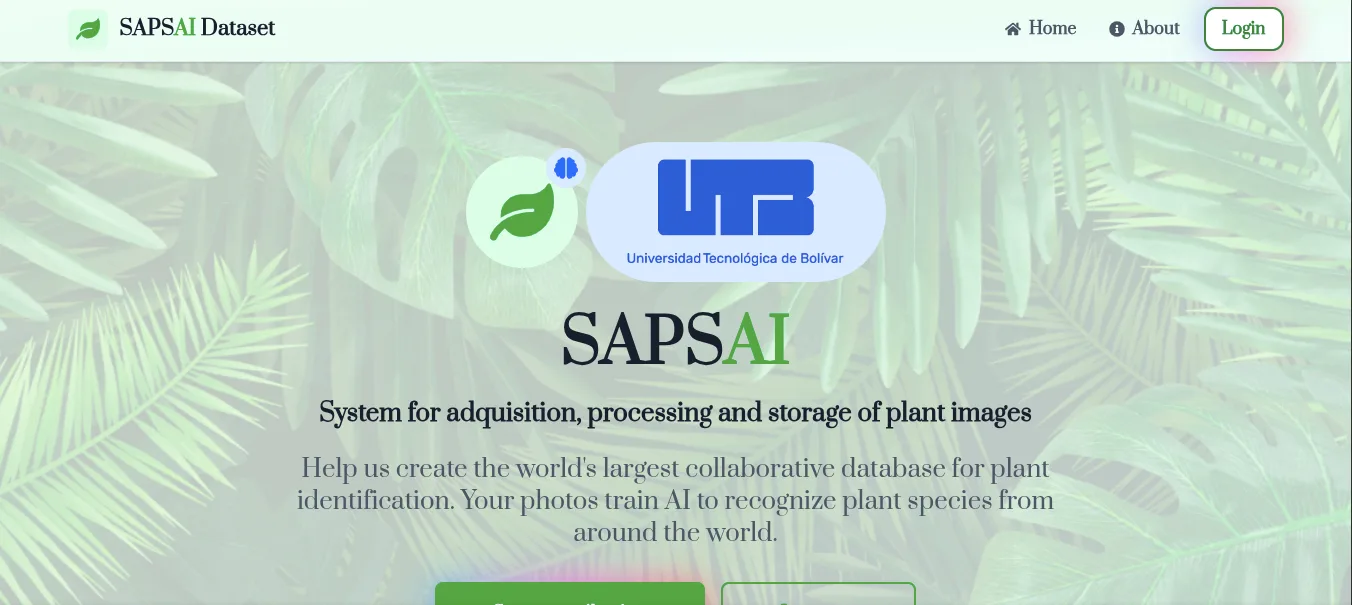 SAPSAI Dataset
Home
About
Login
UTB
Universidad Tecnológica de Bolívar
SAPSAI
System for adquisition, processing and storage of plant images
Help us create the world's largest collaborative database for plant
identification. Your photos train AI to recognize plant species from
around the world.